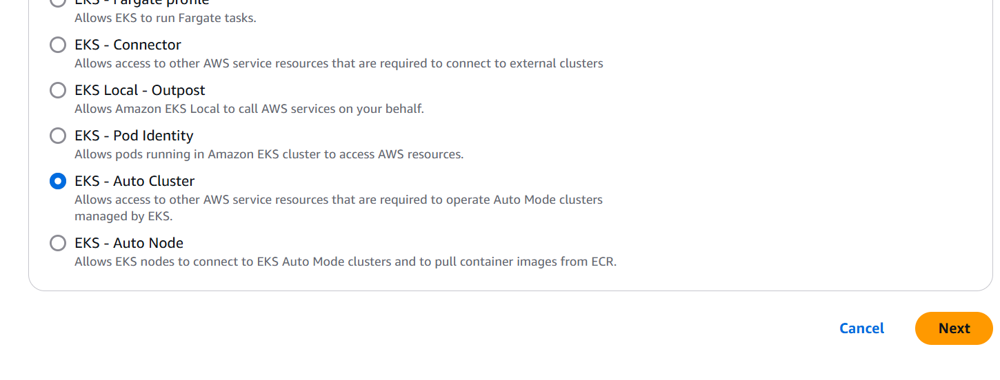 EKS - Fargate profile
Allows EKS to run Fargate tasks.
EKS - Connector
Allows access to other AWS service resources that are required to connect to external clusters
EKS Local - Outpost
Allows Amazon EKS Local to call AWS services on your behalf.
EKS - Pod Identity
Allows pods running in Amazon EKS cluster to access AWS resources.
EKS - Auto Cluster
Allows access to other AWS service resources that are required to operate Auto Mode clusters
managed by EKS.
EKS - Auto Node
Allows EKS nodes to connect to EKS Auto Mode clusters and to pull container images from ECR.
Cancel
Next